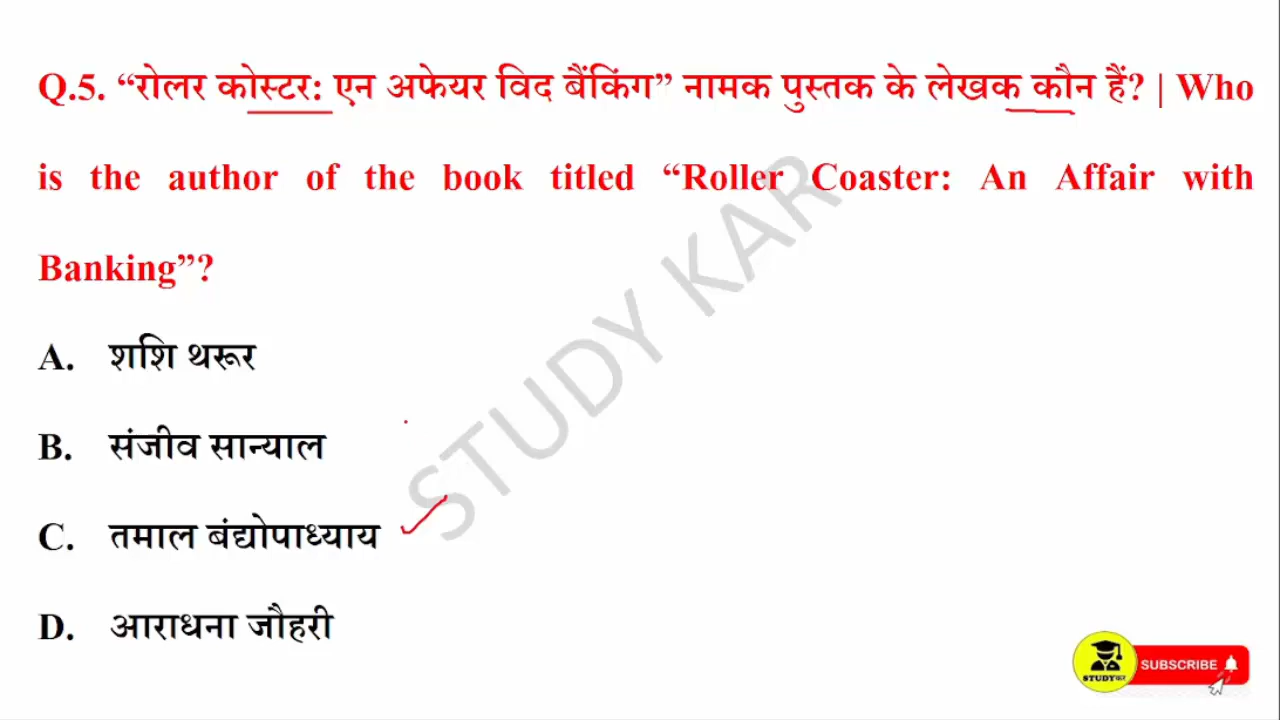 Q.5. “रोलर कोस्टर: एन अफेयर विद बैंकिंग” नामक पुस्तक के लेखक कौन हैं? | Who
is the author of the book titled “Roller Coaster: An Affair with
Banking”?
A. शशि थरूर
B. संजीव सान्याल
C. तमाल बंद्योपाध्याय
D. आराधना जौहरी
STUDY KAR
SUBSCRIBE
STUDYकर